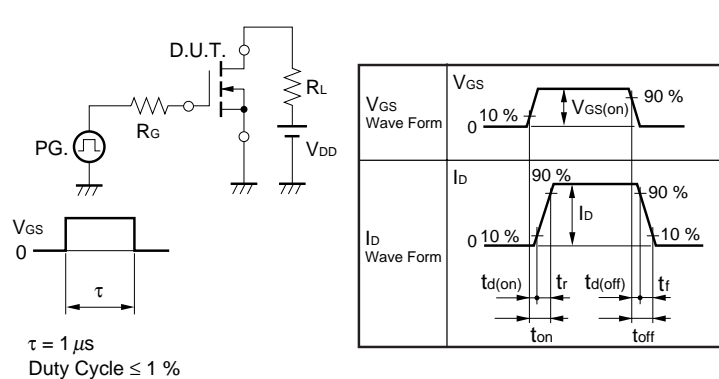 D.U.T.
RL
RG
PG.
VDD
VGS
0
τ
τ = 1 μs
Duty Cycle ≤ 1 %
VGS
Wave Form
VGS
10 %
0
VGS(on)
90 %
ID
Wave Form
ID
90 %
90 %
ID
0
10 %
10 %
td(on)
tr
td(off)
tf
ton
toff